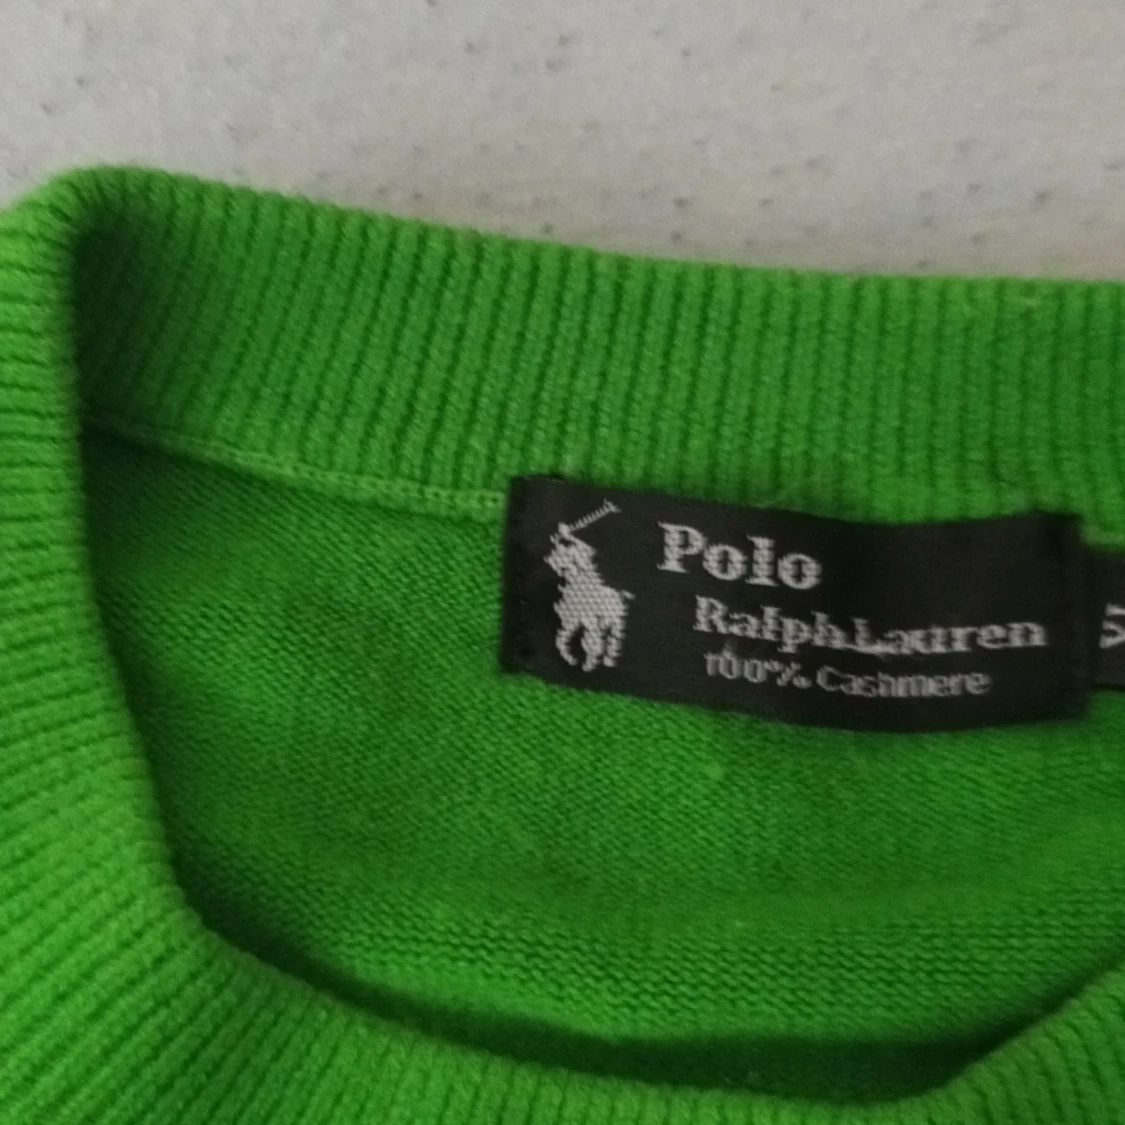 Polo
Ralph Lauren
100% Cashmere